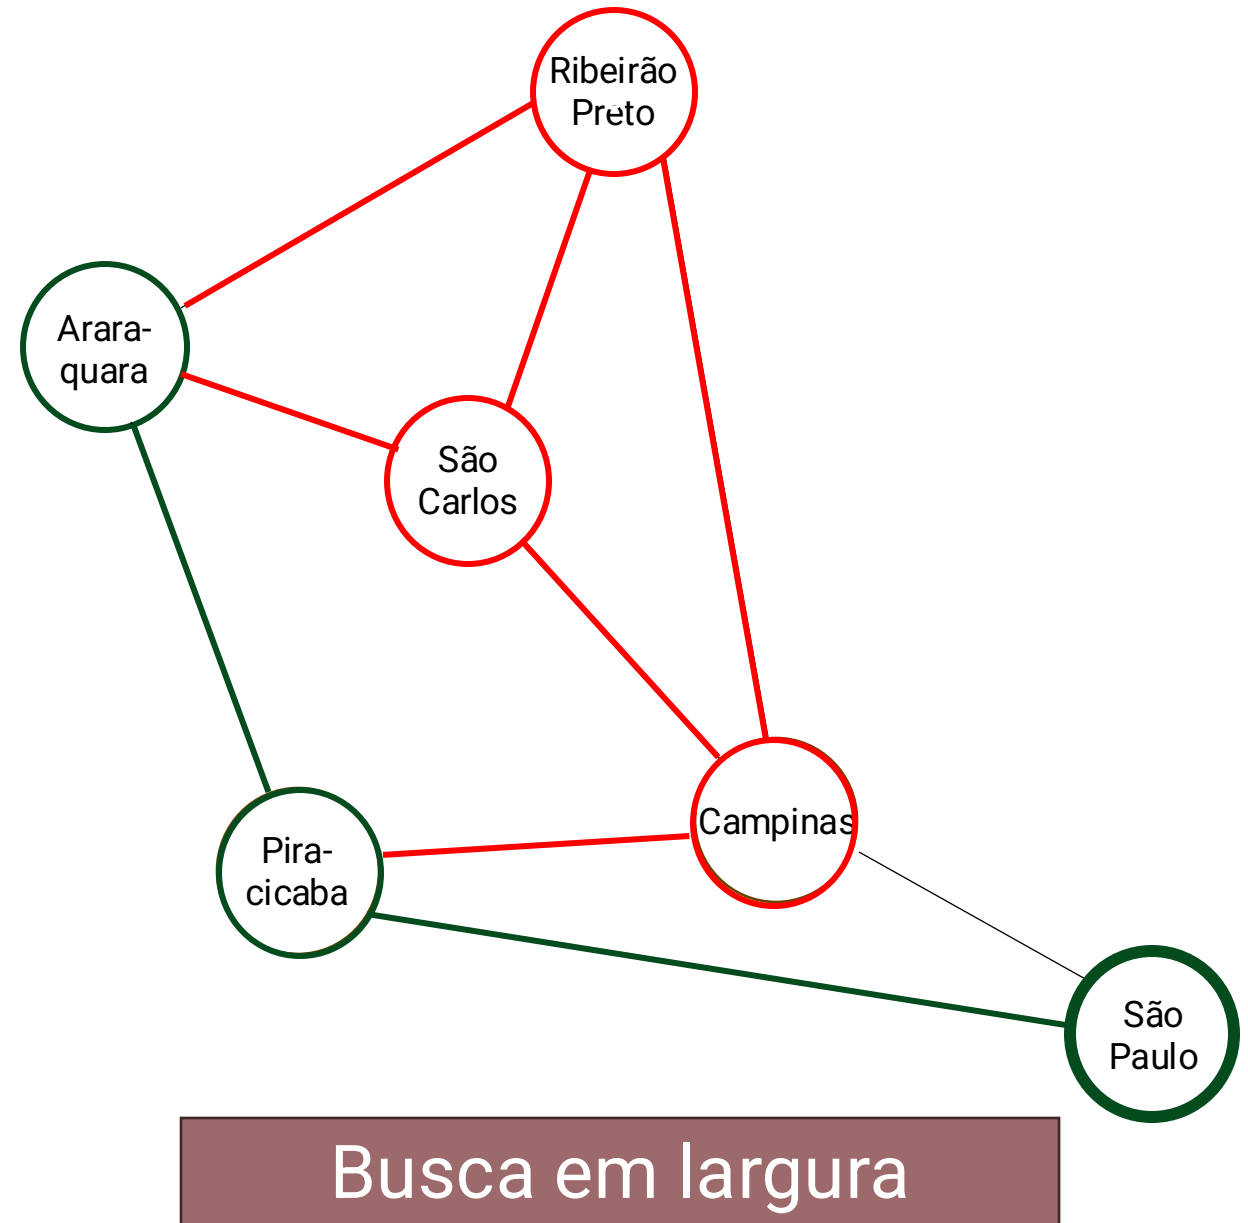 Ribeirão
Preto
Arara-
quara
São
Carlos
Campinas
Pira-
cicaba
São
Paulo
Busca em largura